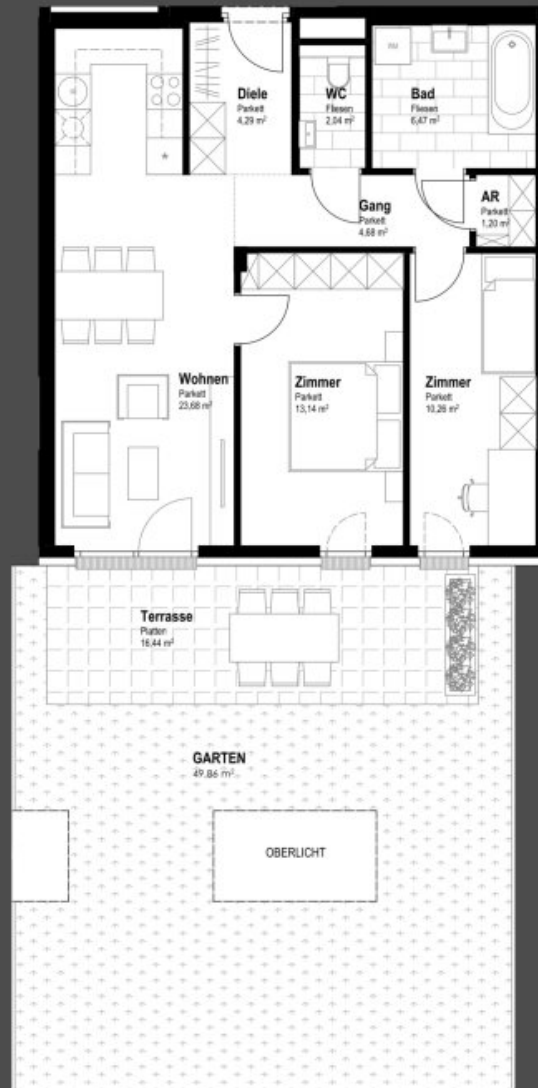 Diele
Parkett
4,29 m²
WC
Fliesen
2,04 m²
Bad
Fliesen
6,47 m²
AR
Parkett
1,20 m²
Gang
Parkett
4,68 m²
Wohnen
Parkett
23,68 m²
Zimmer
Parkett
13,14 m²
Zimmer
Parkett
10,26 m²
Terrasse
Platten
16,44 m²
GARTEN
49,86 m²
OBERLICHT